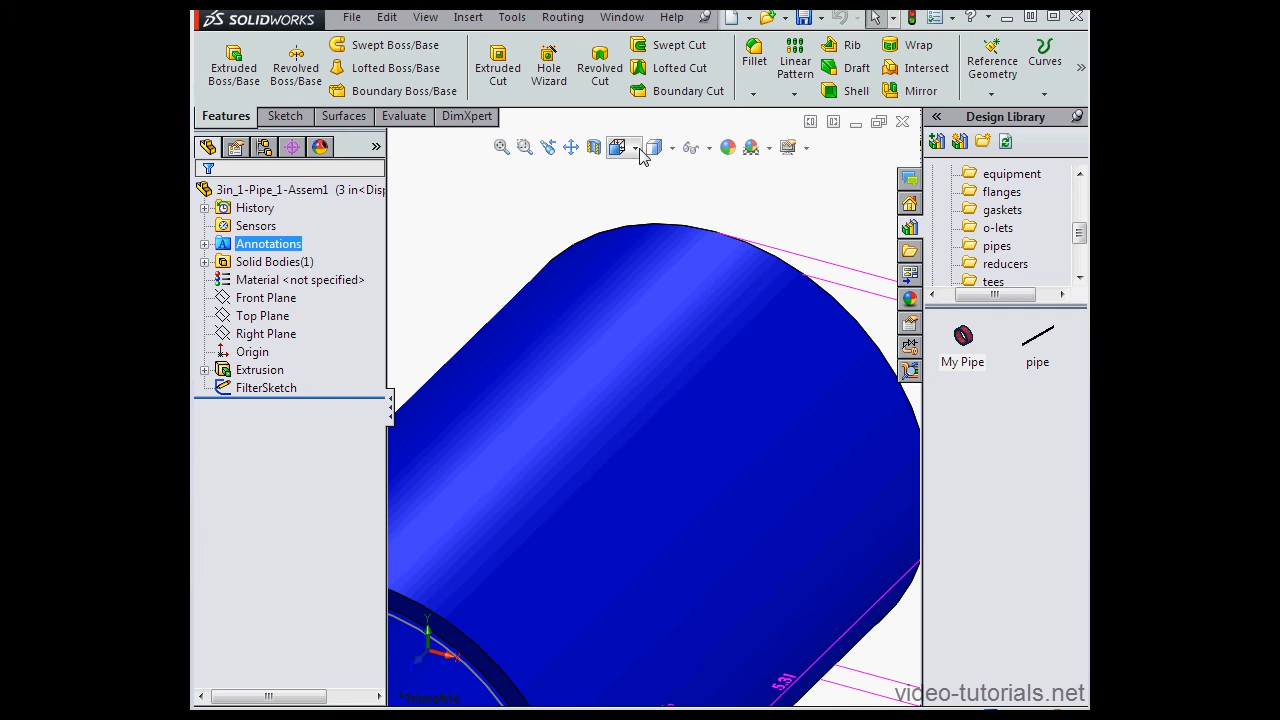 SOLIDWORKS File Edit View Insert Tools Routing Window Help
Extruded Boss/Base
Revolved Boss/Base
Swept Boss/Base
Lofted Boss/Base
Boundary Boss/Base
Extruded Cut
Hole Wizard
Revolved Cut
Swept Cut
Lofted Cut
Boundary Cut
Fillet
Linear Pattern
Rib
Draft
Shell
Wrap
Intersect
Mirror
Reference Geometry
Curves
Features Sketch Surfaces Evaluate DimXpert
Design Library
3in_1-Pipe_1-Assem1 (3 in<Disp
History
Sensors
Annotations
Solid Bodies(1)
Material <not specified>
Front Plane
Top Plane
Right Plane
Origin
Extrusion
FilterSketch
equipment
flanges
gaskets
o-lets
pipes
reducers
tees
My Pipe
pipe
5.31
Y
X
*Trimetric
video-tutorials.net